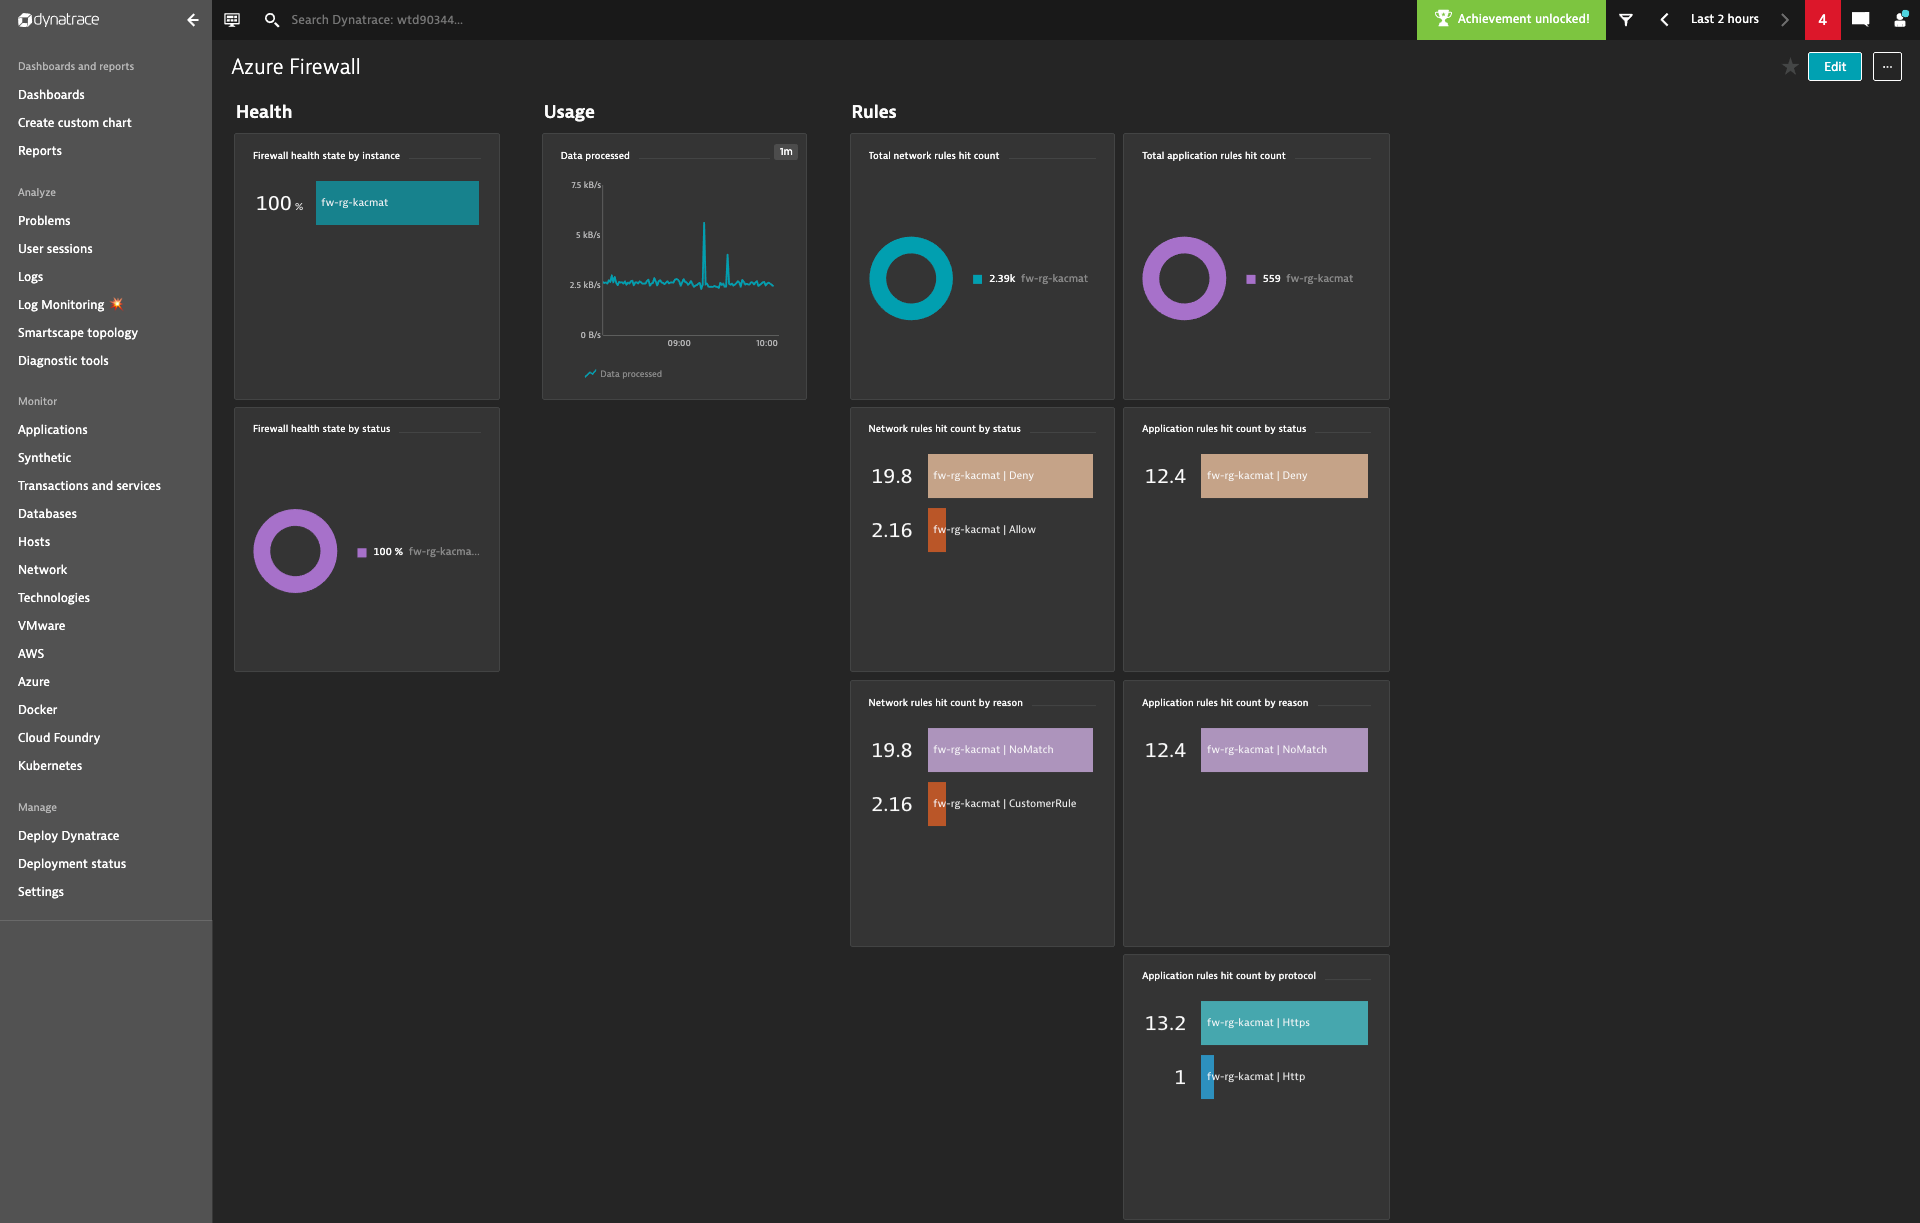 dynatrace
Search Dynatrace: wtd90344...
Achievement unlocked!
Last 2 hours
4
Dashboards and reports
Dashboards
Create custom chart
Reports
Analyze
Problems
User sessions
Logs
Log Monitoring
Smartscape topology
Diagnostic tools
Monitor
Applications
Synthetic
Transactions and services
Databases
Hosts
Network
Technologies
VMware
AWS
Azure
Docker
Cloud Foundry
Kubernetes
Manage
Deploy Dynatrace
Deployment status
Settings
Azure Firewall
Edit
...
Health
Firewall health state by instance
100 % fw-rg-kacmat
Firewall health state by status
100 % fw-rg-kacma...
Usage
Data processed
1m
7.5 kB/s
5 kB/s
2.5 kB/s
0 B/s
09:00 10:00
Data processed
Rules
Total network rules hit count
2.39k fw-rg-kacmat
Total application rules hit count
559 fw-rg-kacmat
Network rules hit count by status
19.8 fw-rg-kacmat | Deny
2.16 fw-rg-kacmat | Allow
Application rules hit count by status
12.4 fw-rg-kacmat | Deny
Network rules hit count by reason
19.8 fw-rg-kacmat | NoMatch
2.16 fw-rg-kacmat | CustomerRule
Application rules hit count by reason
12.4 fw-rg-kacmat | NoMatch
Application rules hit count by protocol
13.2 fw-rg-kacmat | Https
1 fw-rg-kacmat | Http